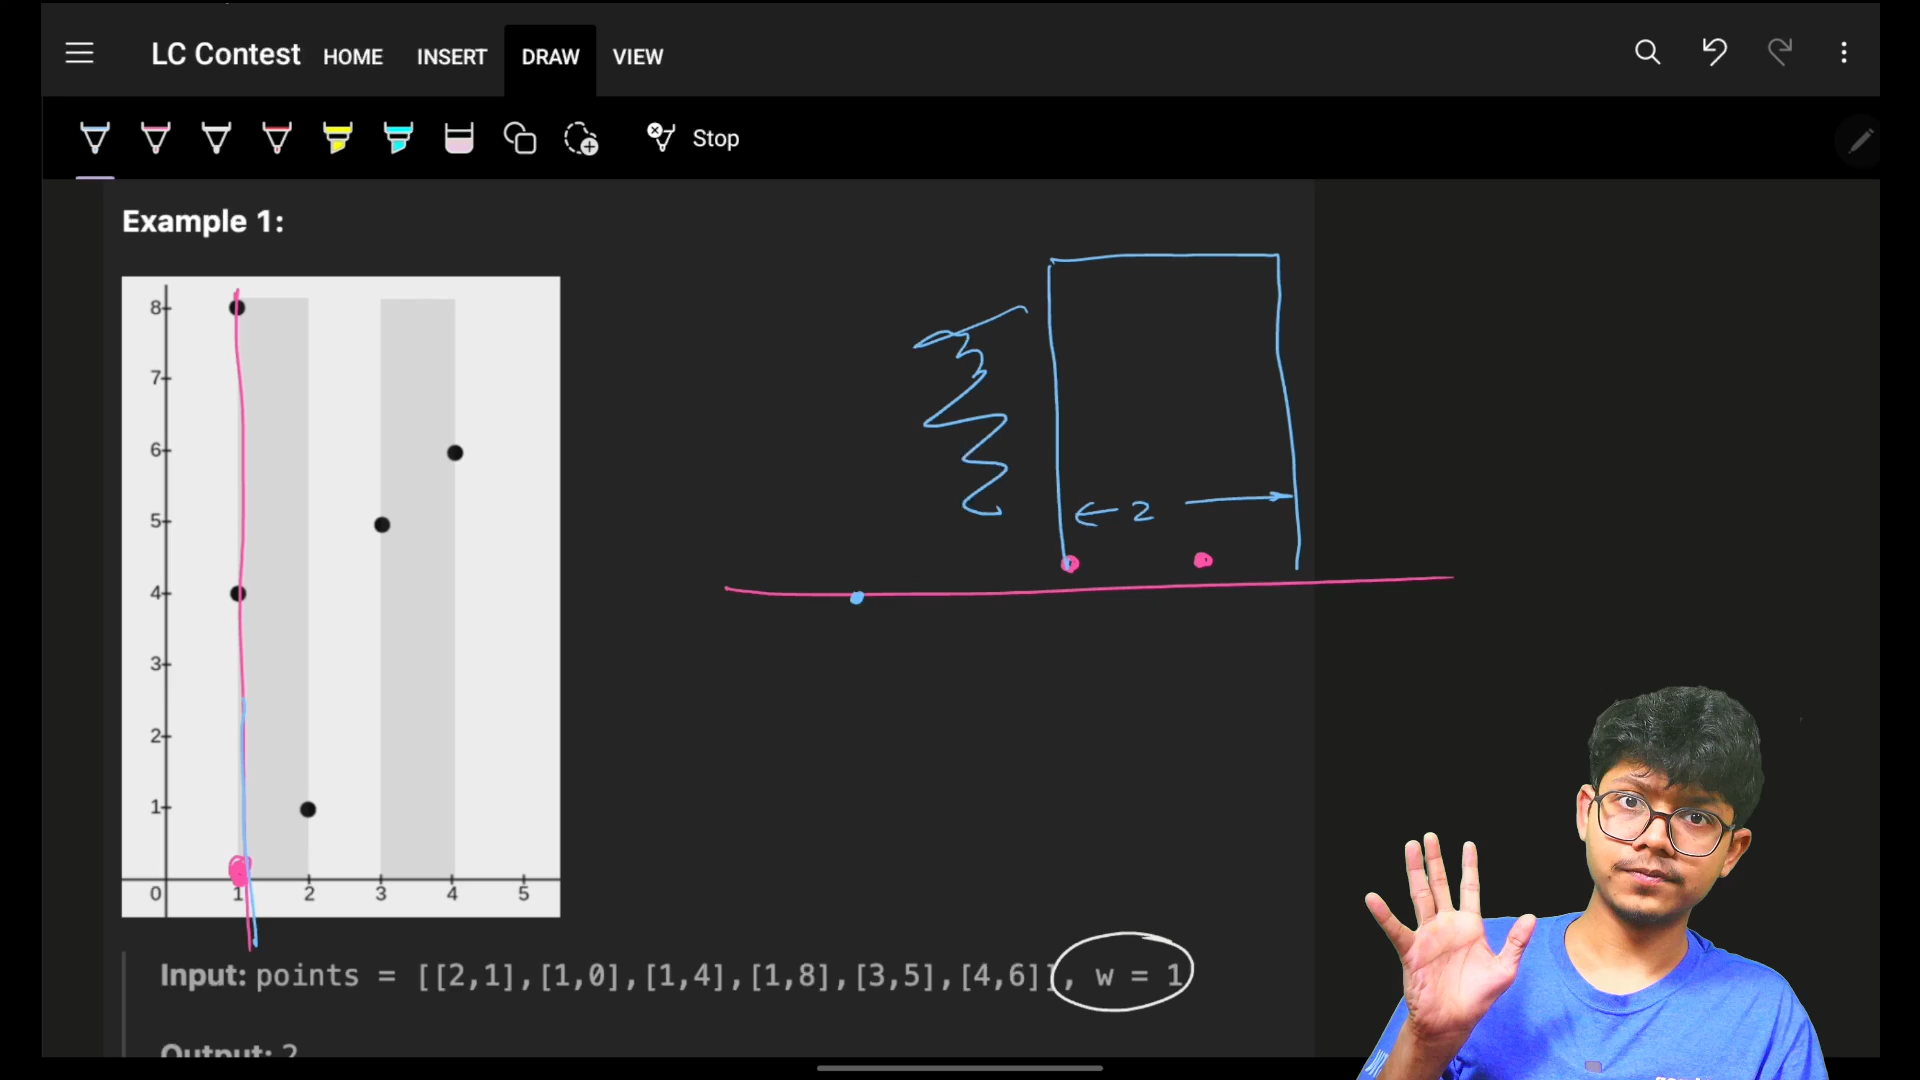 LC Contest HOME INSERT DRAW VIEW
Stop
Example 1:
8
7
6
5
4
3
2
1
0 1 2 3 4 5
← 2 →
Input: points = [[2,1],[1,0],[1,4],[1,8],[3,5],[4,6]], w = 1
Output: 2